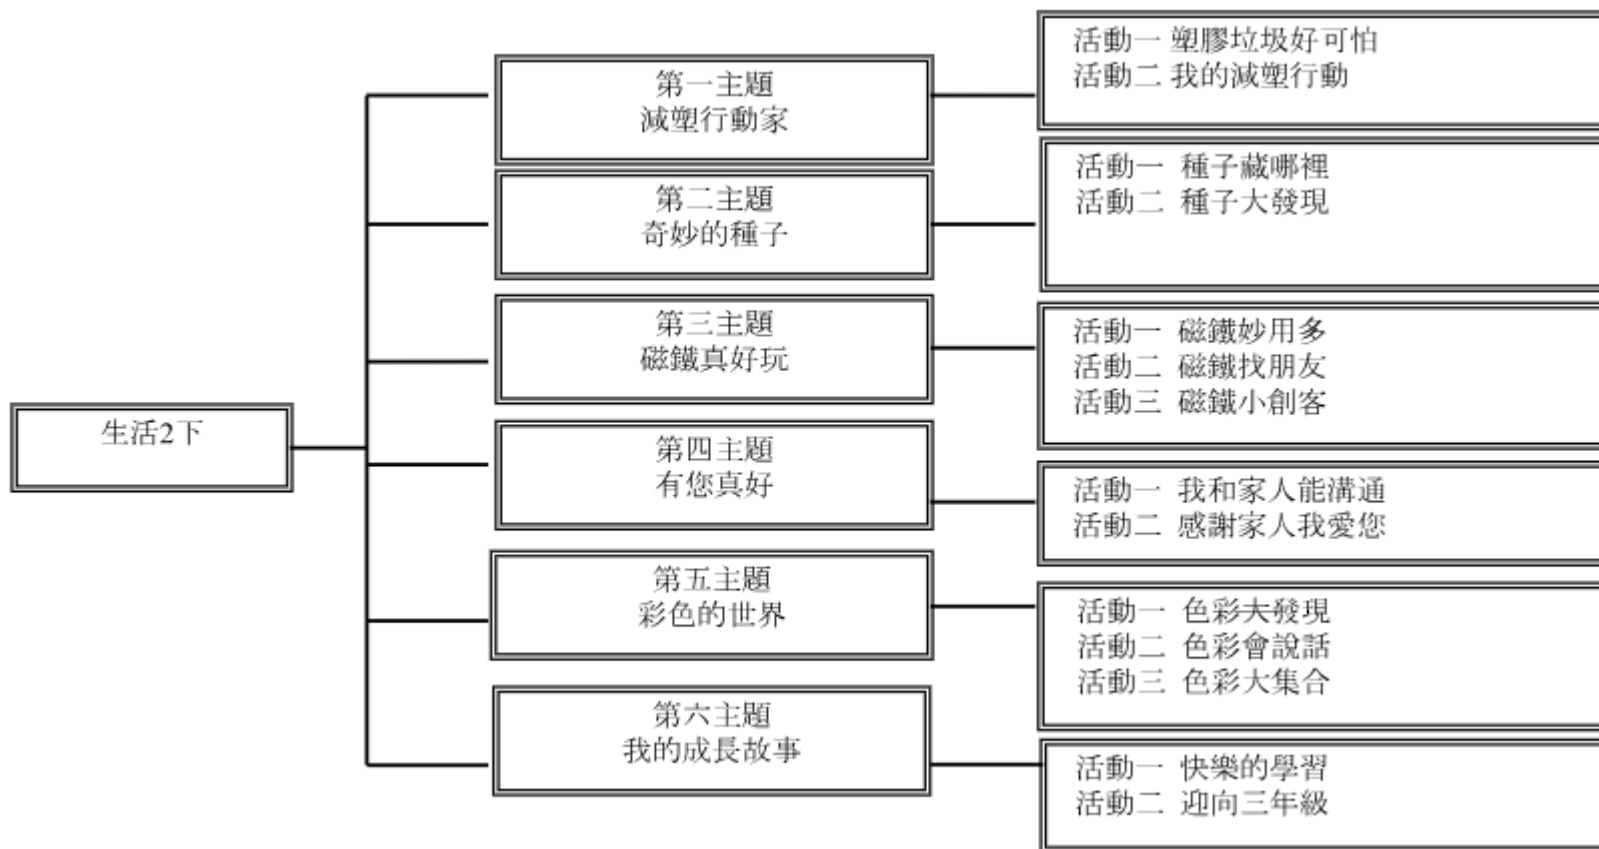 生活2下
第一主題
減塑行動家
活動一 塑膠垃圾好可怕
活動二 我的減塑行動
第二主題
奇妙的種子
活動一 種子藏哪裡
活動二 種子大發現
第三主題
磁鐵真好玩
活動一 磁鐵妙用多
活動二 磁鐵找朋友
活動三 磁鐵小創客
第四主題
有您真好
活動一 我和家人能溝通
活動二 感謝家人我愛您
第五主題
彩色的世界
活動一 色彩大發現
活動二 色彩會說話
活動三 色彩大集合
第六主題
我的成長故事
活動一 快樂的學習
活動二 迎向三年級